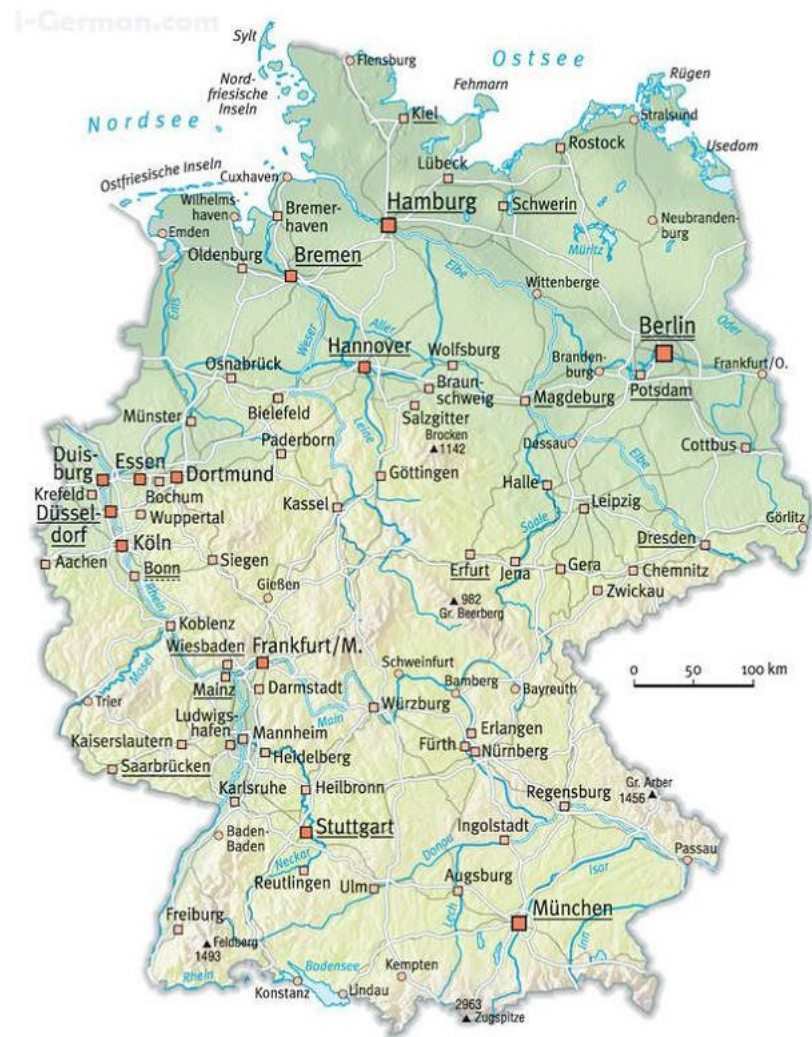 i-German.com
Sylt
Flensburg
Ostsee
Nord-
friesische
Inseln
Fehmarn
Rügen
Kiel
Stralsund
Nordsee
Rostock
Usedom
Ostfriesische Inseln
Cuxhaven
Lübeck
Wilhelms-
haven
Bremer-
haven
Hamburg
Schwerin
Neubranden-
burg
Emden
Müritz
Oldenburg
Bremen
Elbe
Wittenberge
Ems
Weser
Aller
Hannover
Wolfsburg
Berlin
Oder
Osnabrück
Braun-
schweig
Branden-
burg
Frankfurt/O.
Potsdam
Bielefeld
Salzgitter
Magdeburg
Münster
Leine
Brocken
1142
Paderborn
Dessau
Cottbus
Duis-
burg
Essen
Dortmund
Göttingen
Elbe
Krefeld
Bochum
Kassel
Halle
Leipzig
Düssel-
dorf
Wuppertal
Saale
Görlitz
Köln
Dresden
Aachen
Siegen
Erfurt
Jena
Gera
Chemnitz
Bonn
Zwickau
Rhein
Gießen
982
Gr. Beerberg
Koblenz
Wiesbaden
Frankfurt/M.
Mosel
Schweinfurt
0 50 100 km
Mainz
Darmstadt
Bamberg
Bayreuth
Trier
Main
Würzburg
Ludwigs-
hafen
Mannheim
Erlangen
Kaiserslautern
Heidelberg
Fürth
Nürnberg
Saarbrücken
Heilbronn
Gr. Arber
1456
Karlsruhe
Regensburg
Baden-
Baden
Stuttgart
Ingolstadt
Donau
Passau
Neckar
Reutlingen
Ulm
Augsburg
Isar
Lech
München
Freiburg
Feldberg
1493
Inn
Rhein
Bodensee
Kempten
Konstanz
Lindau
2963
Zugspitze